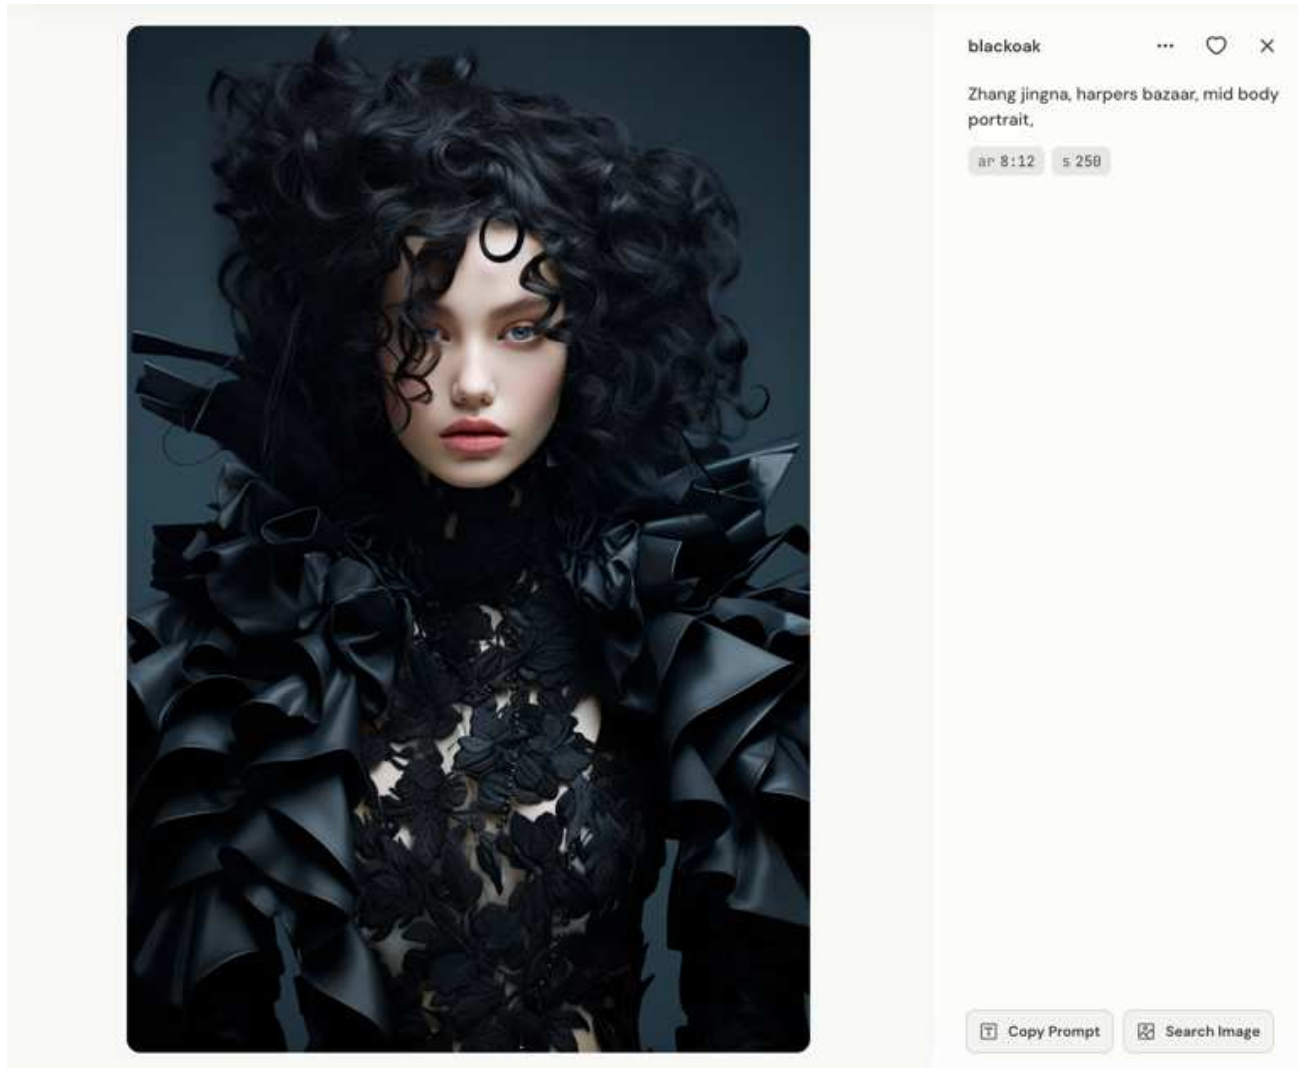 blackoak
Zhang jingna, harpers bazaar, mid body
portrait,
ar 8:12 s 250
Copy Prompt Search Image